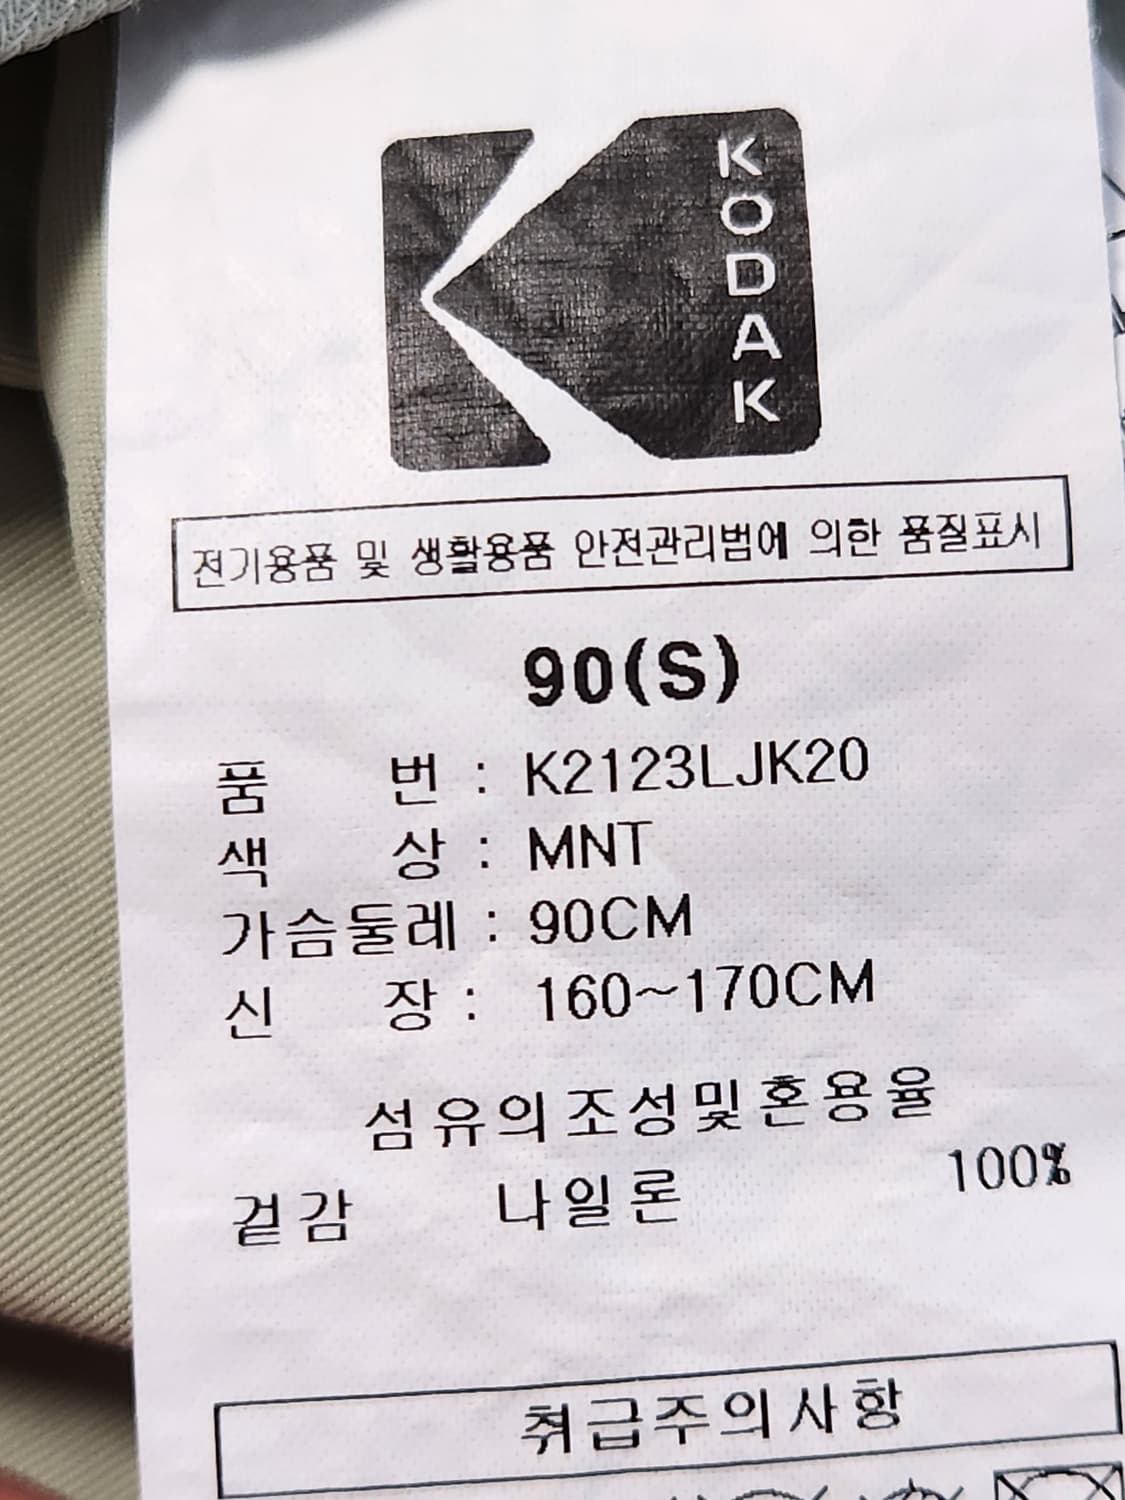 KODAK
전기용품 및 생활용품 안전관리법에 의한 품질표시
90(S)
품 번 : K2123LJK20
색 상 : MNT
가슴둘레 : 90CM
신 장 : 160~170CM
섬유의조성및혼용율
겉감 나일론 100%
취급주의사항